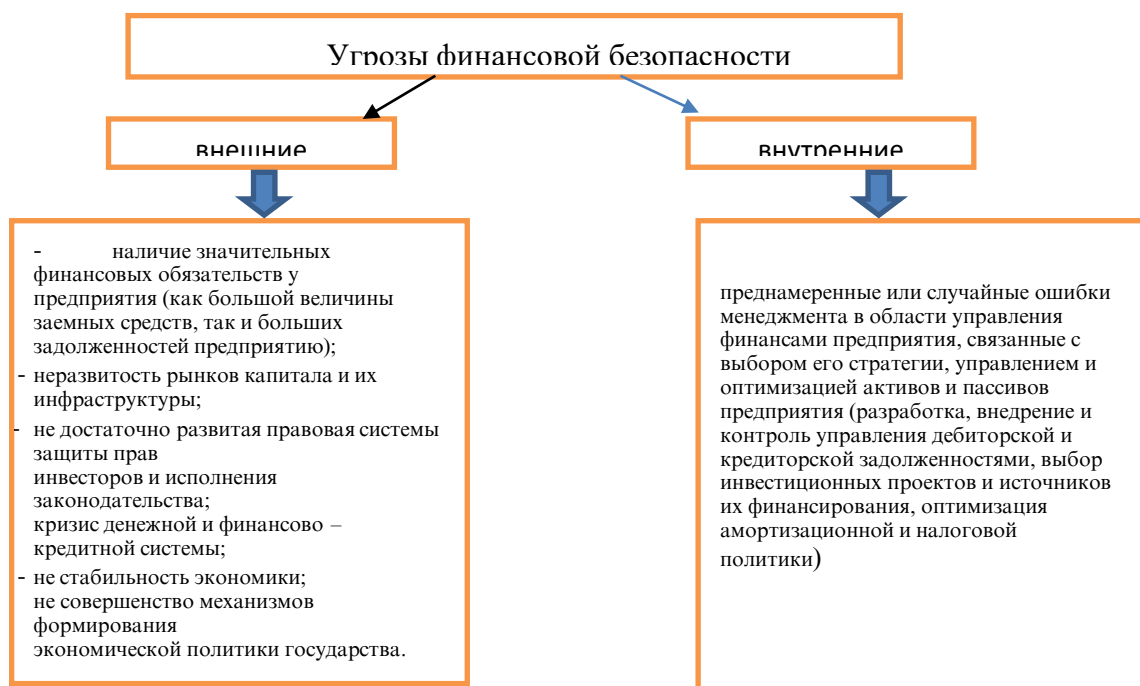 Угрозы финансовой безопасности
внешние
внутренние
- наличие значительных
финансовых обязательств у
предприятия (как большой величины
заемных средств, так и больших
задолженностей предприятию);
- неразвитость рынков капитала и их
инфраструктуры;
- не достаточно развитая правовая системы
защиты прав
инвесторов и исполнения
законодательства;
кризис денежной и финансово –
кредитной системы;
- не стабильность экономики;
не совершенство механизмов
формирования
экономической политики государства.
преднамеренные или случайные ошибки
менеджмента в области управления
финансами предприятия, связанные с
выбором его стратегии, управлением и
оптимизацией активов и пассивов
предприятия (разработка, внедрение и
контроль управления дебиторской и
кредиторской задолженностями, выбор
инвестиционных проектов и источников
их финансирования, оптимизация
амортизационной и налоговой
политики)